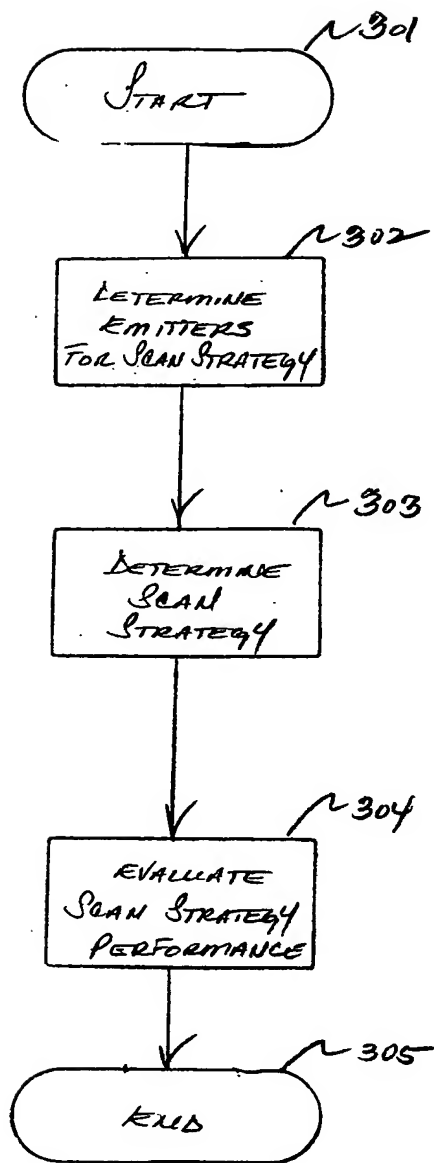 301
START
302
DETERMINE
EMITTERS
FOR SCAN STRATEGY
303
DETERMINE
SCAN
STRATEGY
304
EVALUATE
SCAN STRATEGY
PERFORMANCE
305
END